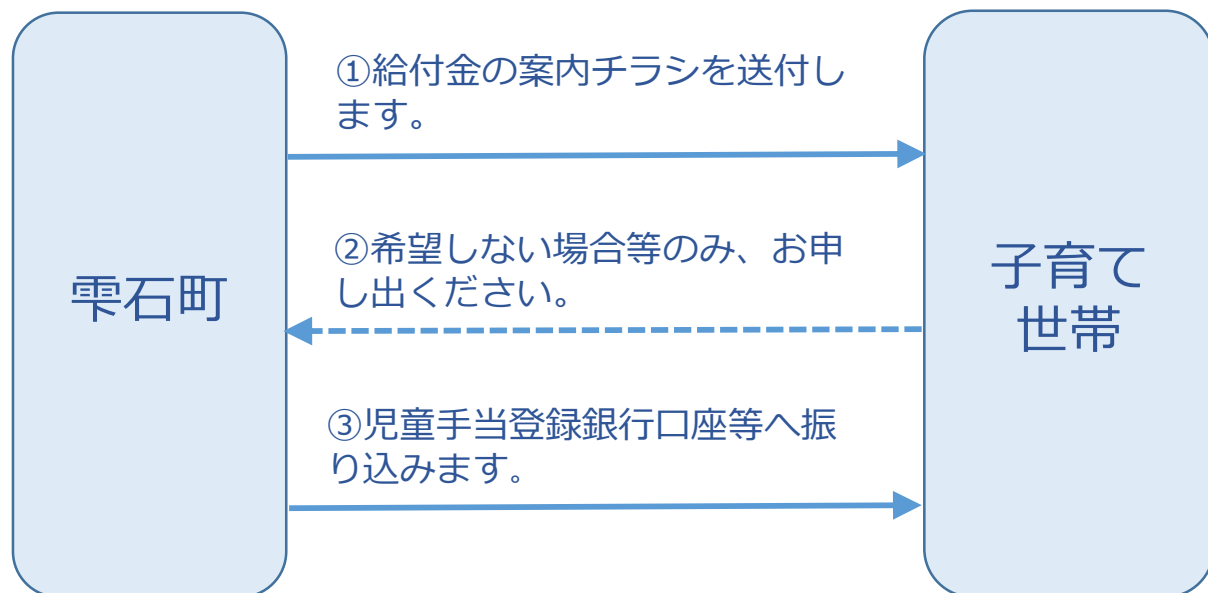 雫石町
①給付金の案内チラシを送付し
ます。
②希望しない場合等のみ、お申
し出ください。
③児童手当登録銀行口座等へ振
り込みます。
子育て
世帯